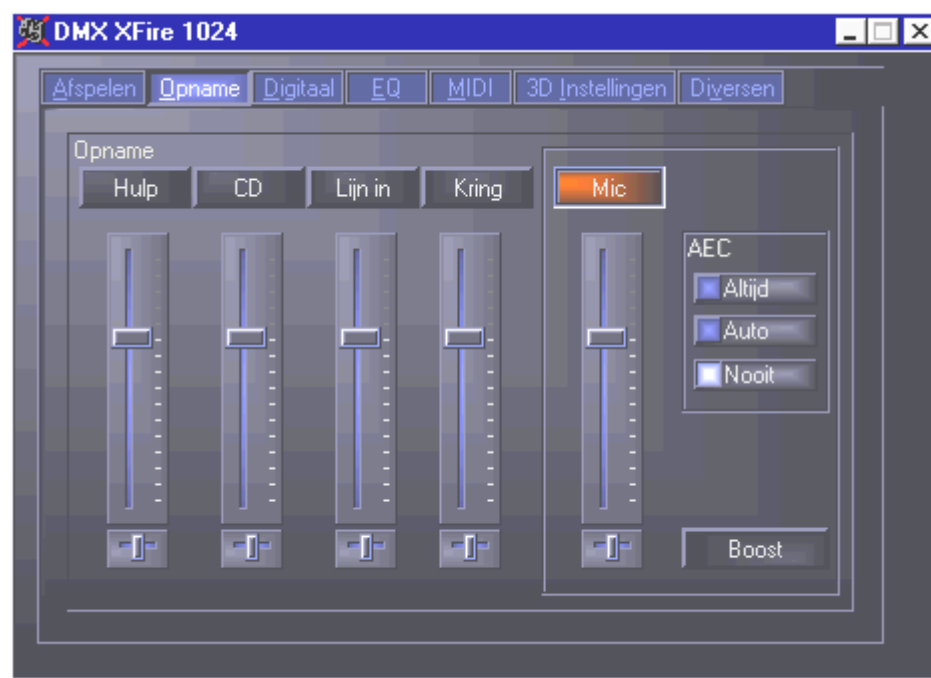 DMX XFire 1024
Afspelen Opname Digitaal EQ MIDI 3D Instellingen Diversen
Opname
Hulp CD Lijn in Kring Mic
AEC
Altijd
Auto
Nooit
Boost